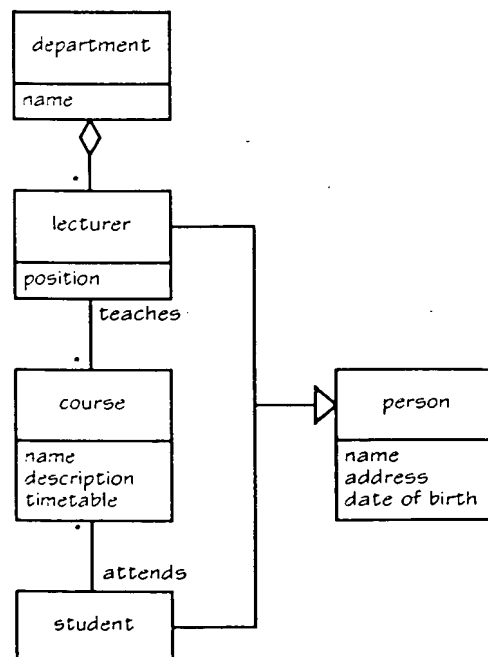 department
name
*
lecturer
position
teaches
*
course
name
description
timetable
person
name
address
date of birth
*
attends
student